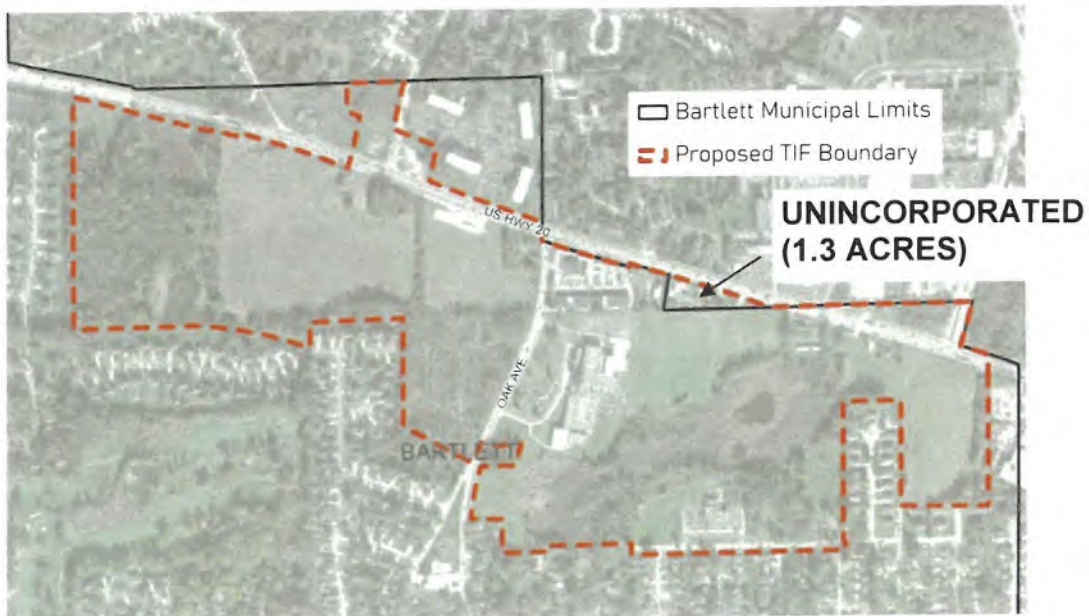 Bartlett Municipal Limits
Proposed TIF Boundary
UNINCORPORATED
(1.3 ACRES)
US HWY 20
OAK AVE
BARTLETT